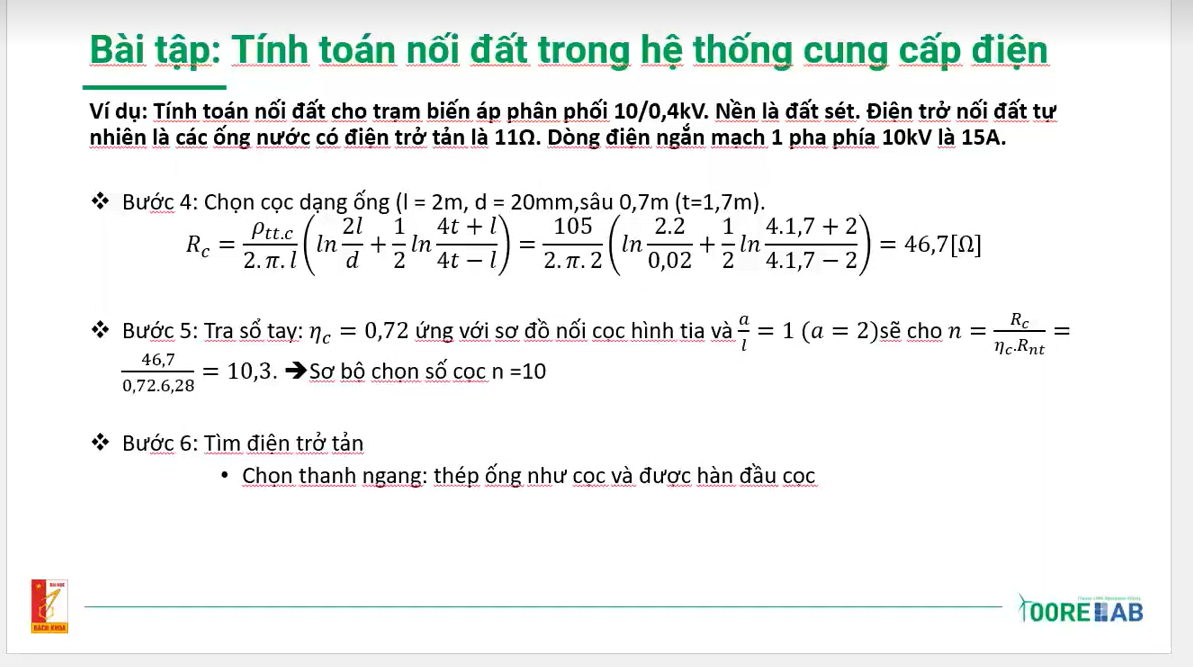 Bài tập: Tính toán nối đất trong hệ thống cung cấp điện
Ví dụ: Tính toán nối đất cho trạm biến áp phân phối 10/0,4kV. Nền là đất sét. Điện trở nối đất tự
nhiên là các ống nước có điện trở tản là 11Ω. Dòng điện ngắn mạch 1 pha phía 10kV là 15A.
❖ Bước 4: Chọn cọc dạng ống (l = 2m, d = 20mm,sâu 0,7m (t=1,7m).
R_c = ρ_tt.c / 2.π.l (ln 2l/d + 1/2 ln (4t + l)/(4t − l)) = 105 / 2.π.2 (ln 2.2/0,02 + 1/2 ln (4.1,7 + 2)/(4.1,7 − 2)) = 46,7[Ω]
❖ Bước 5: Tra sổ tay: η_c = 0,72 ứng với sơ đồ nối cọc hình tia và a/l = 1 (a = 2)sẽ cho n = R_c / η_c.R_nt =
46,7 / 0,72.6,28 = 10,3. ➔Sơ bộ chọn số cọc n =10
❖ Bước 6: Tìm điện trở tản
• Chọn thanh ngang: thép ống như cọc và được hàn đầu cọc
ĐẠI HỌC
BÁCH KHOA
OORE LAB